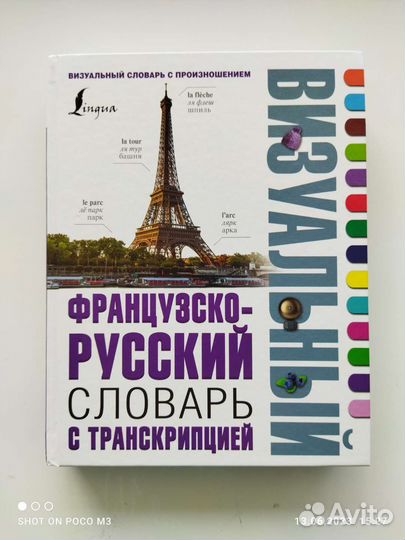 ВИЗУАЛЬНЫЙ СЛОВАРЬ С ПРОИЗНОШЕНИЕМ
Lingua
la flèche
ля флеш
шпиль
la tour
ля тур
башня
le parc
лё парк
парк
l'arc
лярк
арка
ВИЗУАЛЬНЫЙ
ФРАНЦУЗСКО-
РУССКИЙ
СЛОВАРЬ
С ТРАНСКРИПЦИЕЙ
SHOT ON POCO M3
Avito